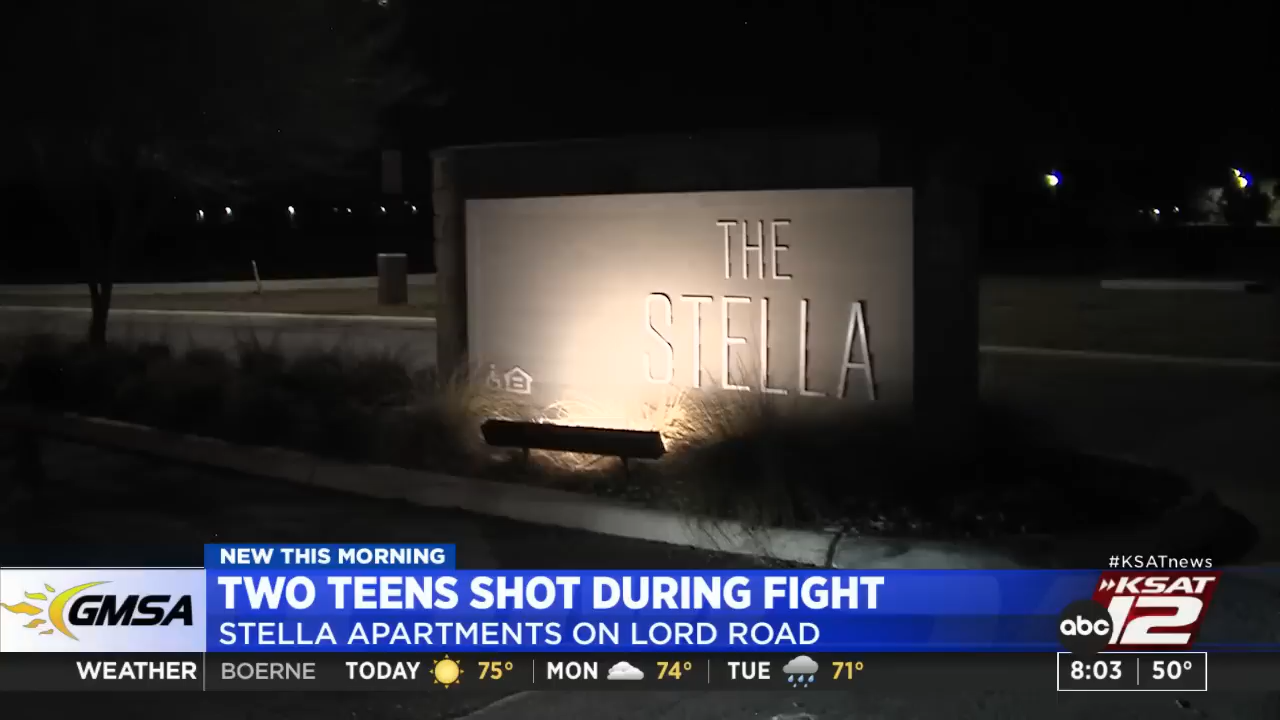 THE
STELLA
#KSATnews
NEW THIS MORNING
GMSA
TWO TEENS SHOT DURING FIGHT
STELLA APARTMENTS ON LORD ROAD
abc
KSAT
12
WEATHER BOERNE TODAY 75° MON 74° TUE 71°
8:03 50°